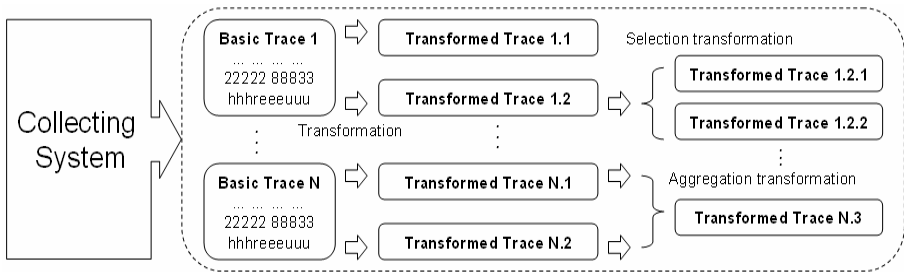 Collecting
System
Basic Trace 1
... ... ... ...
22222 88833
hhhreeeuuu
Transformed Trace 1.1
Transformed Trace 1.2
Selection transformation
Transformed Trace 1.2.1
Transformed Trace 1.2.2
Transformation
Basic Trace N
... ... ... ...
22222 88833
hhhreeeuuu
Transformed Trace N.1
Transformed Trace N.2
Aggregation transformation
Transformed Trace N.3